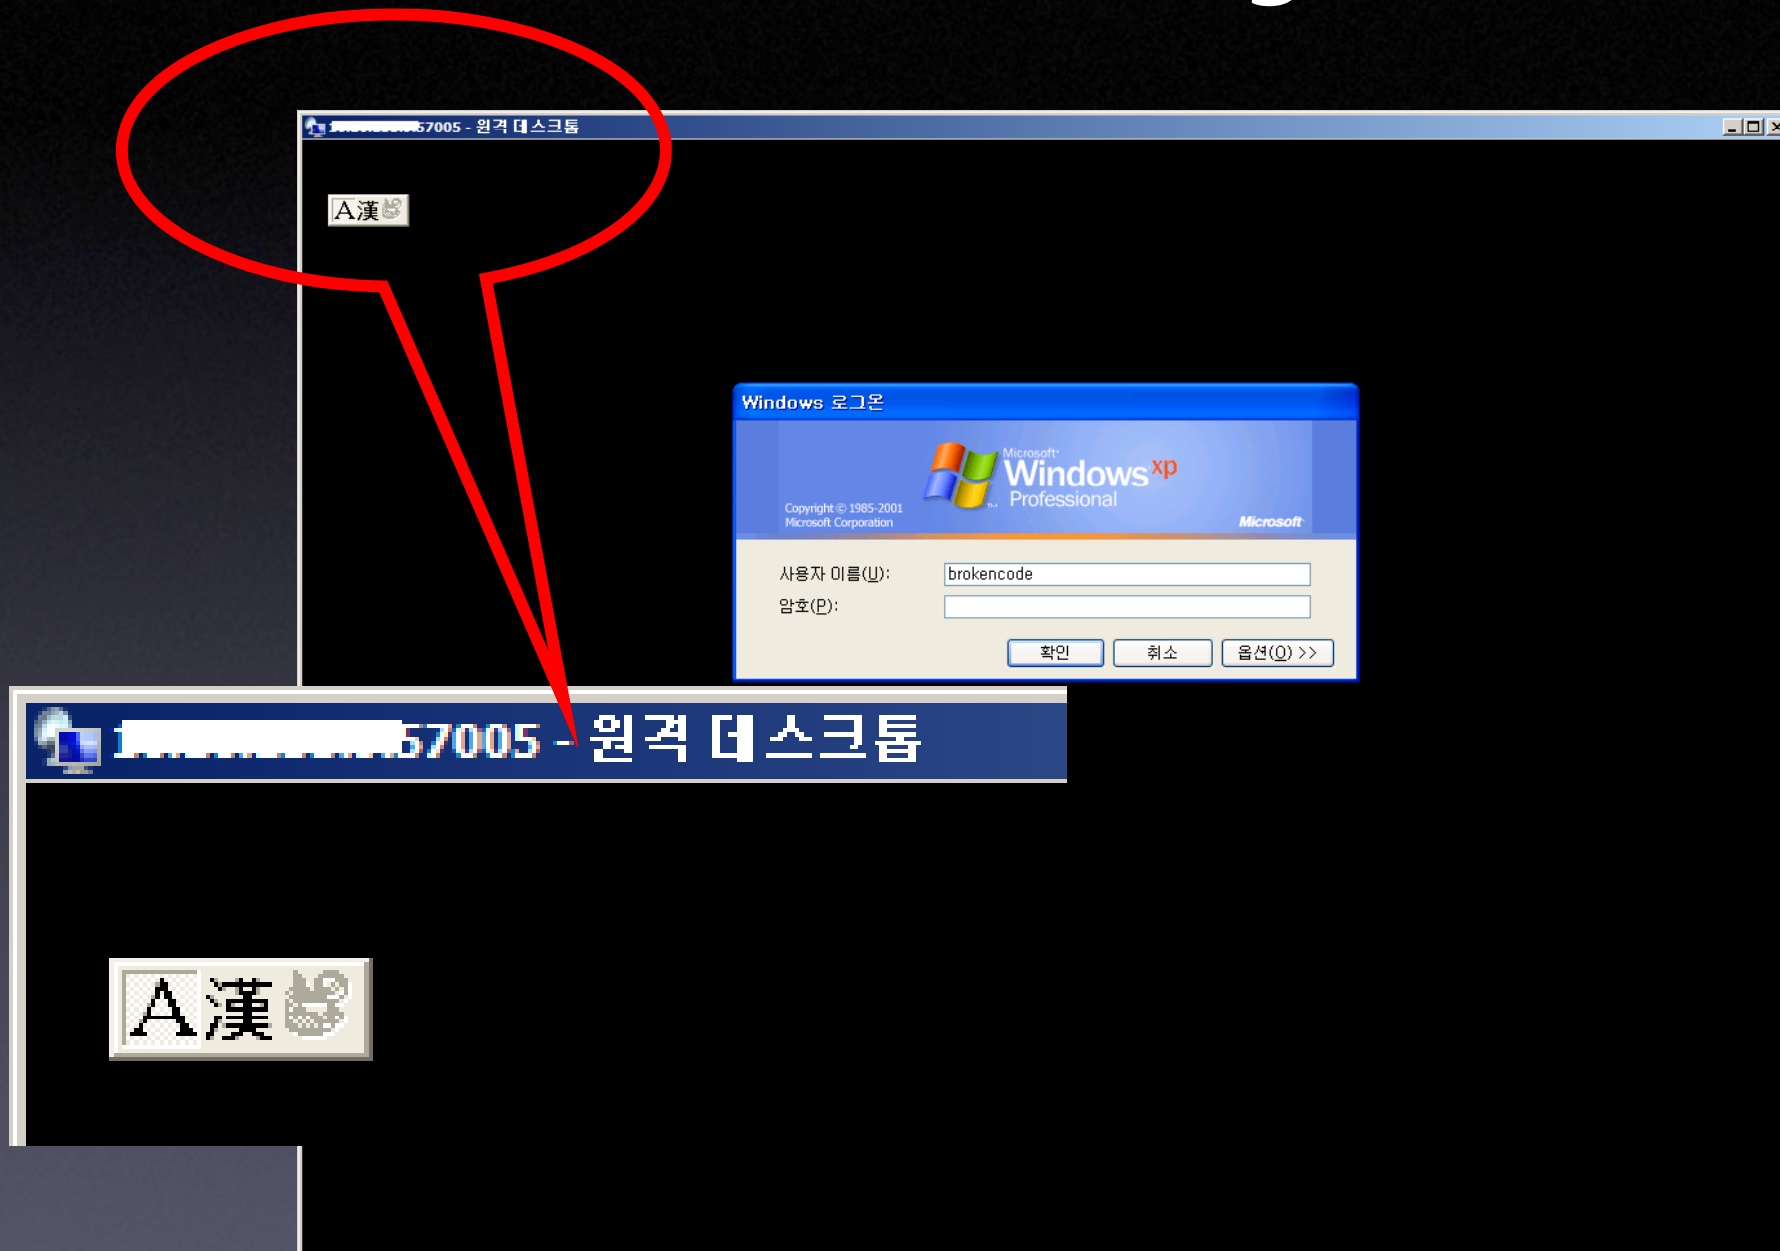 57005 - 원격 데스크톱
A漢
Windows 로그온
Microsoft
Windows xp
Professional
Copyright © 1985-2001
Microsoft Corporation
Microsoft
사용자 이름(U): brokencode
암호(P):
확인 취소 옵션(O) >>
57005 - 원격 데스크톱
A漢